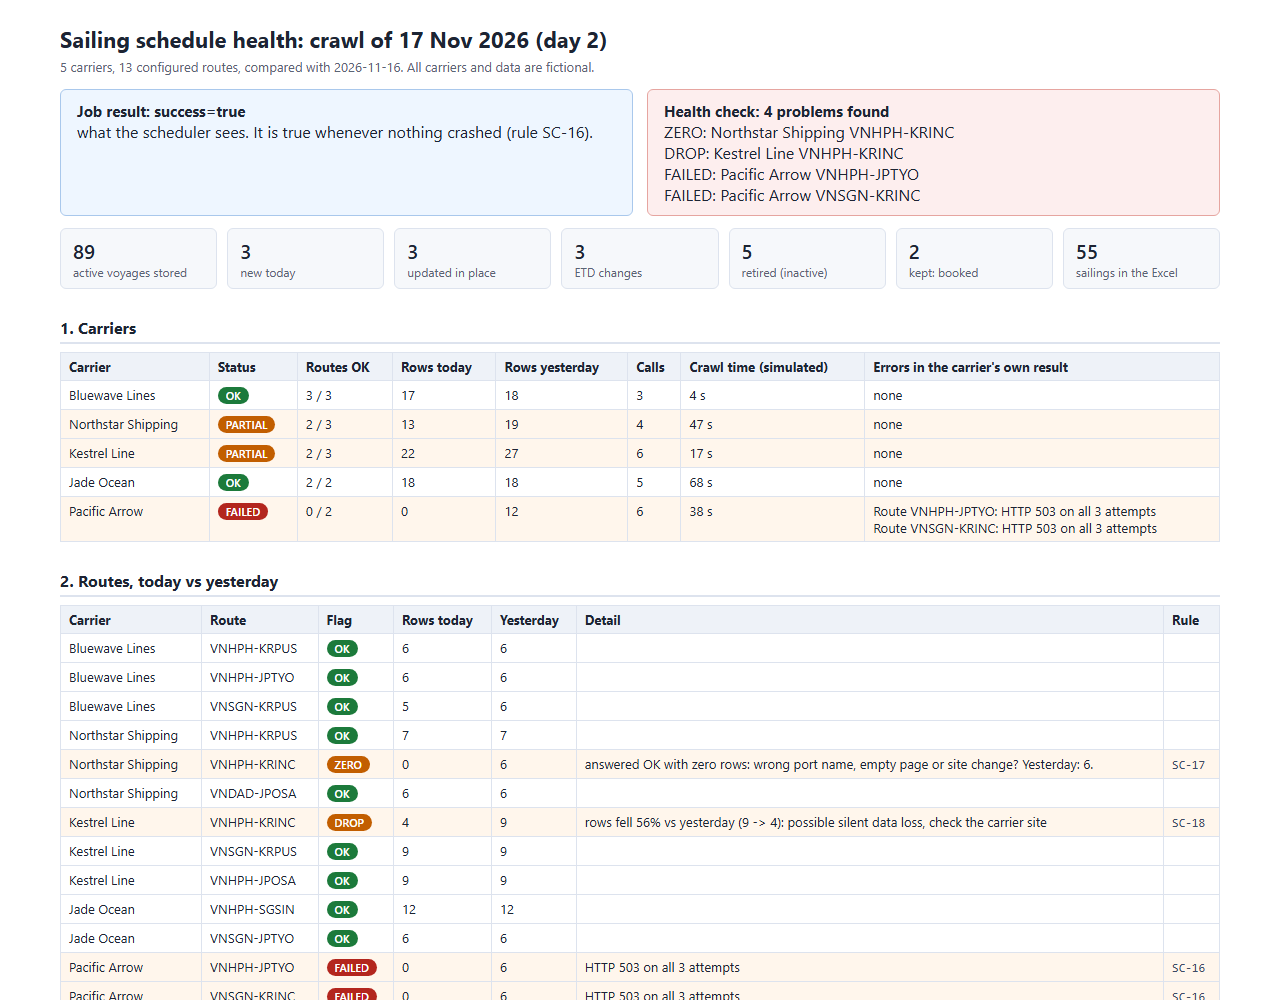 Sailing schedule health: crawl of 17 Nov 2026 (day 2)
5 carriers, 13 configured routes, compared with 2026-11-16. All carriers and data are fictional.
Job result: success=true
what the scheduler sees. It is true whenever nothing crashed (rule SC-16).
Health check: 4 problems found
ZERO: Northstar Shipping VNHPH-KRINC
DROP: Kestrel Line VNHPH-KRINC
FAILED: Pacific Arrow VNHPH-JPTYO
FAILED: Pacific Arrow VNSGN-KRINC
89 3 3 3 5 2 55
active voyages stored new today updated in place ETD changes retired (inactive) kept: booked sailings in the Excel
1. Carriers
Carrier Status Routes OK Rows today Rows yesterday Calls Crawl time (simulated) Errors in the carrier's own result
Bluewave Lines OK 3 / 3 17 18 3 4 s none
Northstar Shipping PARTIAL 2 / 3 13 19 4 47 s none
Kestrel Line PARTIAL 2 / 3 22 27 6 17 s none
Jade Ocean OK 2 / 2 18 18 5 68 s none
Pacific Arrow FAILED 0 / 2 0 12 6 38 s Route VNHPH-JPTYO: HTTP 503 on all 3 attempts
Route VNSGN-KRINC: HTTP 503 on all 3 attempts
2. Routes, today vs yesterday
Carrier Route Flag Rows today Yesterday Detail Rule
Bluewave Lines VNHPH-KRPUS OK 6 6
Bluewave Lines VNHPH-JPTYO OK 6 6
Bluewave Lines VNSGN-KRPUS OK 5 6
Northstar Shipping VNHPH-KRPUS OK 7 7
Northstar Shipping VNHPH-KRINC ZERO 0 6 answered OK with zero rows: wrong port name, empty page or site change? Yesterday: 6. SC-17
Northstar Shipping VNDAD-JPOSA OK 6 6
Kestrel Line VNHPH-KRINC DROP 4 9 rows fell 56% vs yesterday (9 -> 4): possible silent data loss, check the carrier site SC-18
Kestrel Line VNSGN-KRPUS OK 9 9
Kestrel Line VNHPH-JPOSA OK 9 9
Jade Ocean VNHPH-SGSIN OK 12 12
Jade Ocean VNSGN-JPTYO OK 6 6
Pacific Arrow VNHPH-JPTYO FAILED 0 6 HTTP 503 on all 3 attempts SC-16
Pacific Arrow VNSGN-KRINC FAILED 0 6 HTTP 503 on all 3 attempts SC-16